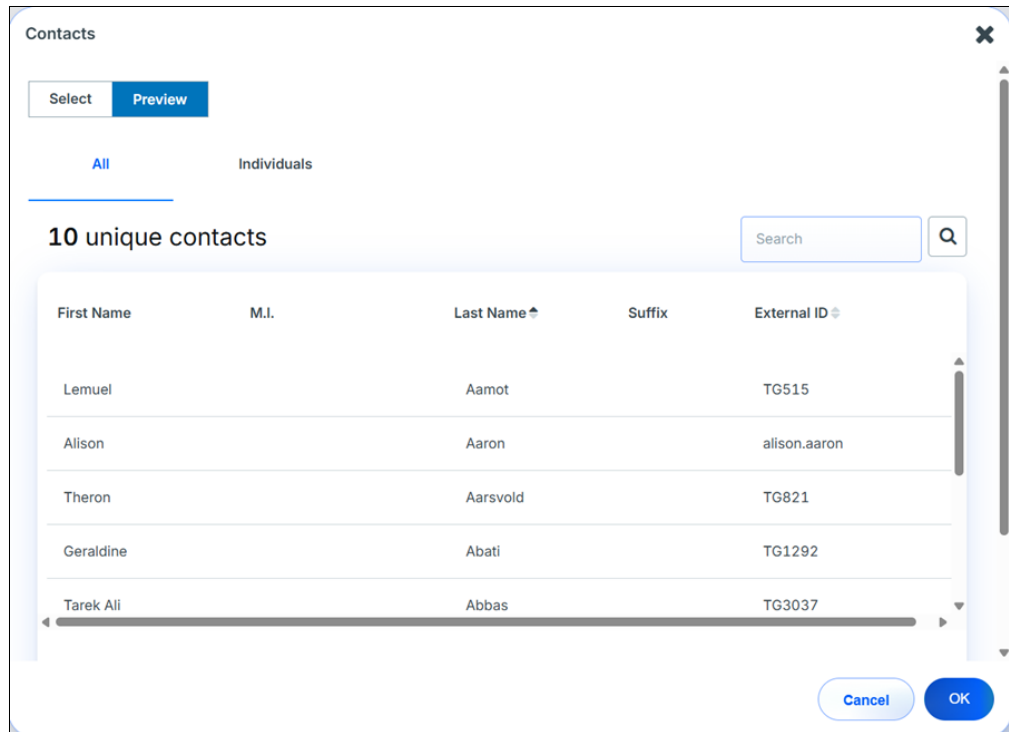 Contacts
Select Preview
All Individuals
10 unique contacts Search
First Name M.I. Last Name Suffix External ID
Lemuel Aamot TG515
Alison Aaron alison.aaron
Theron Aarsvold TG821
Geraldine Abati TG1292
Tarek Ali Abbas TG3037
Cancel OK